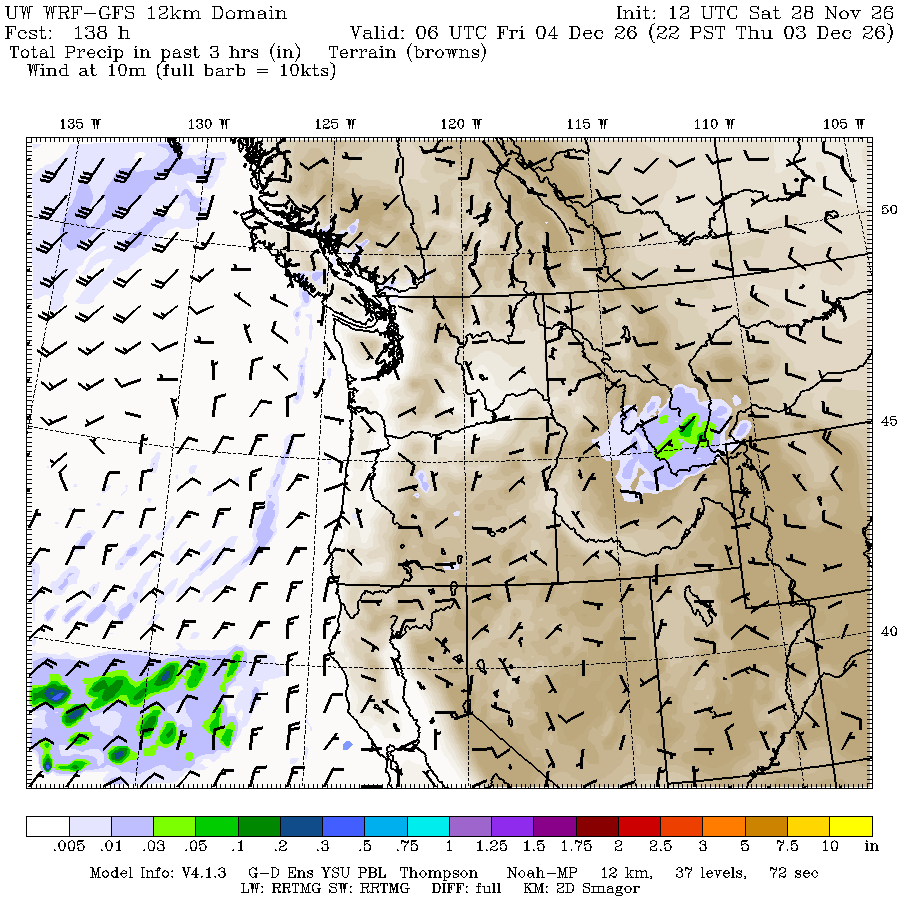 UW WRF-GFS 12km Domain Init: 12 UTC Sat 28 Nov 26
Fcst: 138 h Valid: 06 UTC Fri 04 Dec 26 (22 PST Thu 03 Dec 26)
Total Precip in past 3 hrs (in) Terrain (browns)
Wind at 10m (full barb = 10kts)
135 W 130 W 125 W 120 W 115 W 110 W 105 W
50
45
40
.005 .01 .03 .05 .1 .2 .3 .5 .75 1 1.25 1.5 1.75 2 2.5 3 5 7.5 10 in
Model Info: V4.1.3 G-D Ens YSU PBL Thompson Noah-MP 12 km, 37 levels, 72 sec
LW: RRTMG SW: RRTMG DIFF: full KM: 2D Smagor